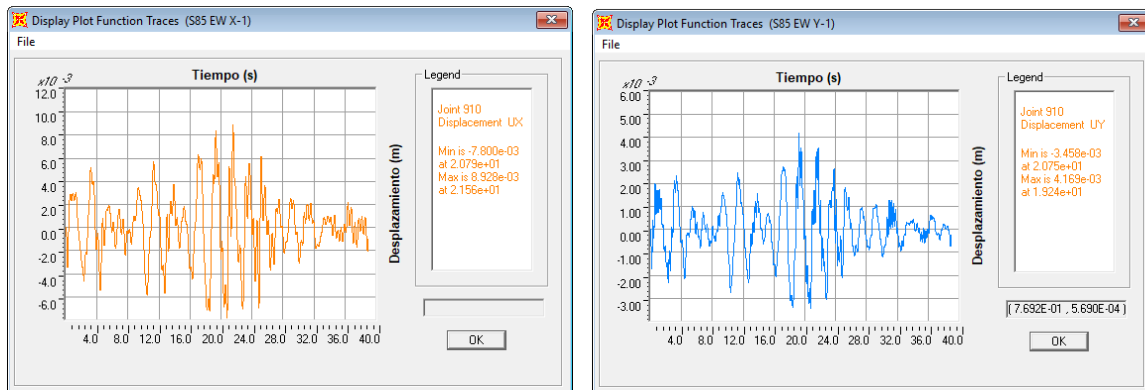 Display Plot Function Traces (S85 EW X-1)
File
Tiempo (s)
x10 -3
12.0
10.0
8.0
6.0
4.0
2.0
0.0
-2.0
-4.0
-6.0
4.0 8.0 12.0 16.0 20.0 24.0 28.0 32.0 36.0 40.0
Desplazamiento (m)
Legend
Joint 910
Displacement UX
Min is -7.800e-03
at 2.079e+01
Max is 8.928e-03
at 2.156e+01
OK
Display Plot Function Traces (S85 EW Y-1)
File
Tiempo (s)
x10 -3
6.00
5.00
4.00
3.00
2.00
1.00
0.00
-1.00
-2.00
-3.00
4.0 8.0 12.0 16.0 20.0 24.0 28.0 32.0 36.0 40.0
Desplazamiento (m)
Legend
Joint 910
Displacement UY
Min is -3.458e-03
at 2.075e+01
Max is 4.169e-03
at 1.924e+01
( 7.692E-01 , 5.690E-04 )
OK